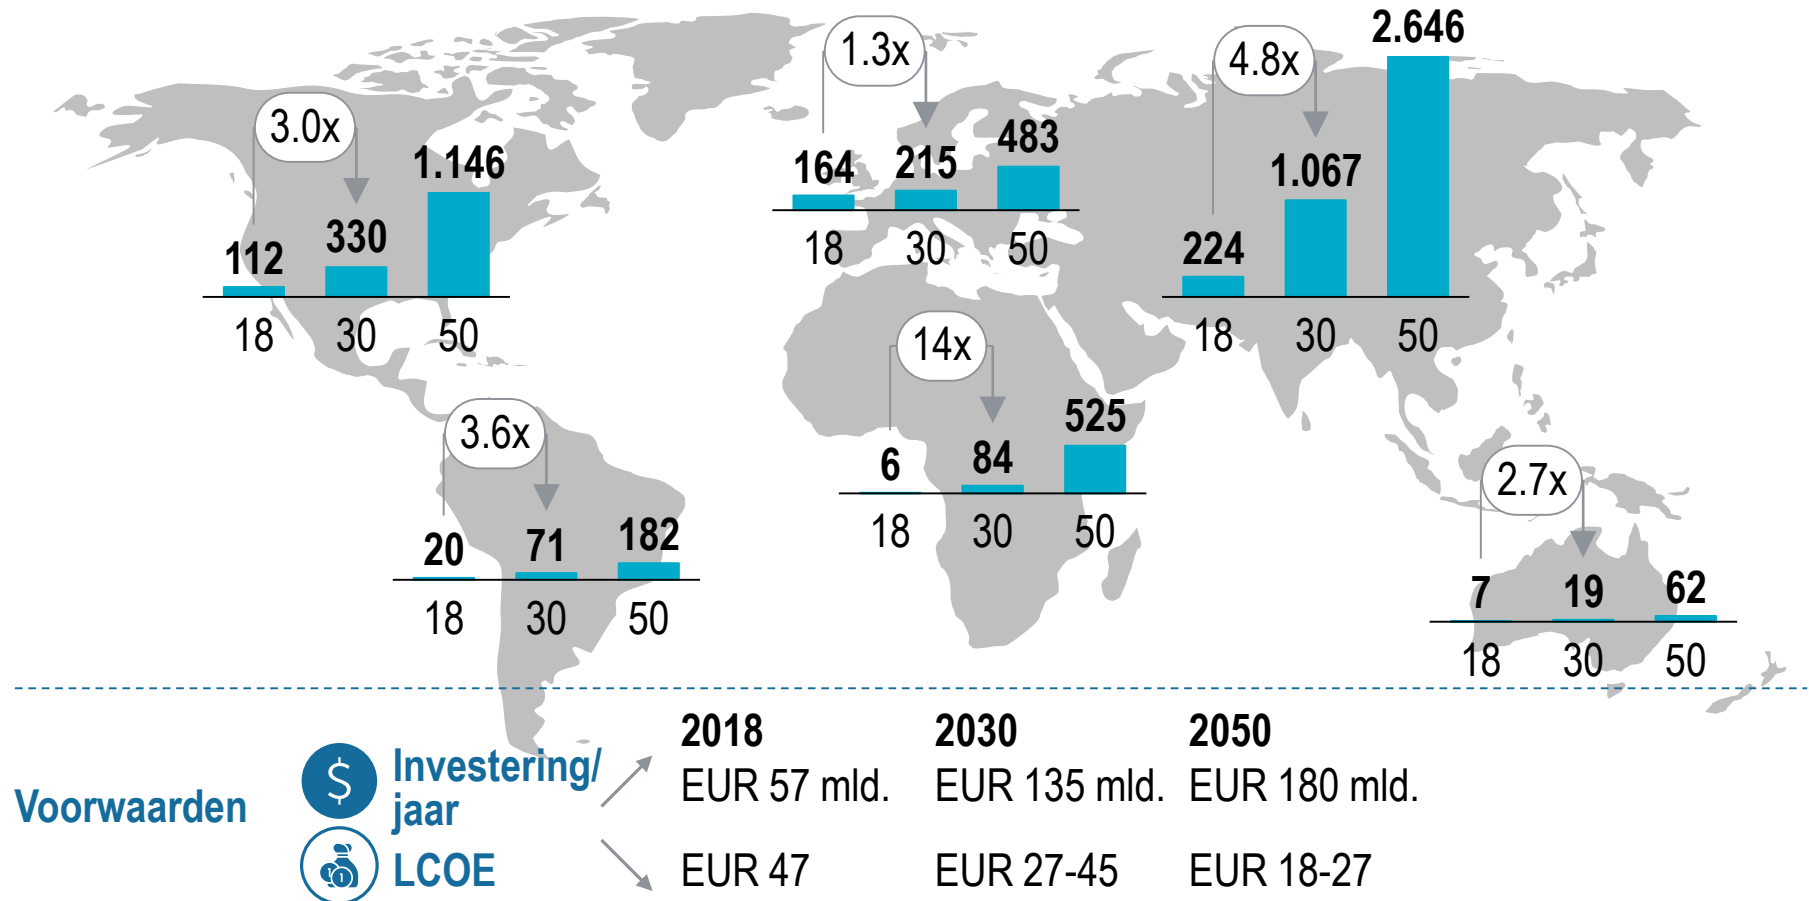 3.0x
112 330 1.146
18 30 50
1.3x
164 215 483
18 30 50
4.8x
224 1.067 2.646
18 30 50
3.6x
20 71 182
18 30 50
14x
6 84 525
18 30 50
2.7x
7 19 62
18 30 50
Voorwaarden
2018 2030 2050
$ Investering/
jaar
EUR 57 mld. EUR 135 mld. EUR 180 mld.
LCOE EUR 47 EUR 27-45 EUR 18-27